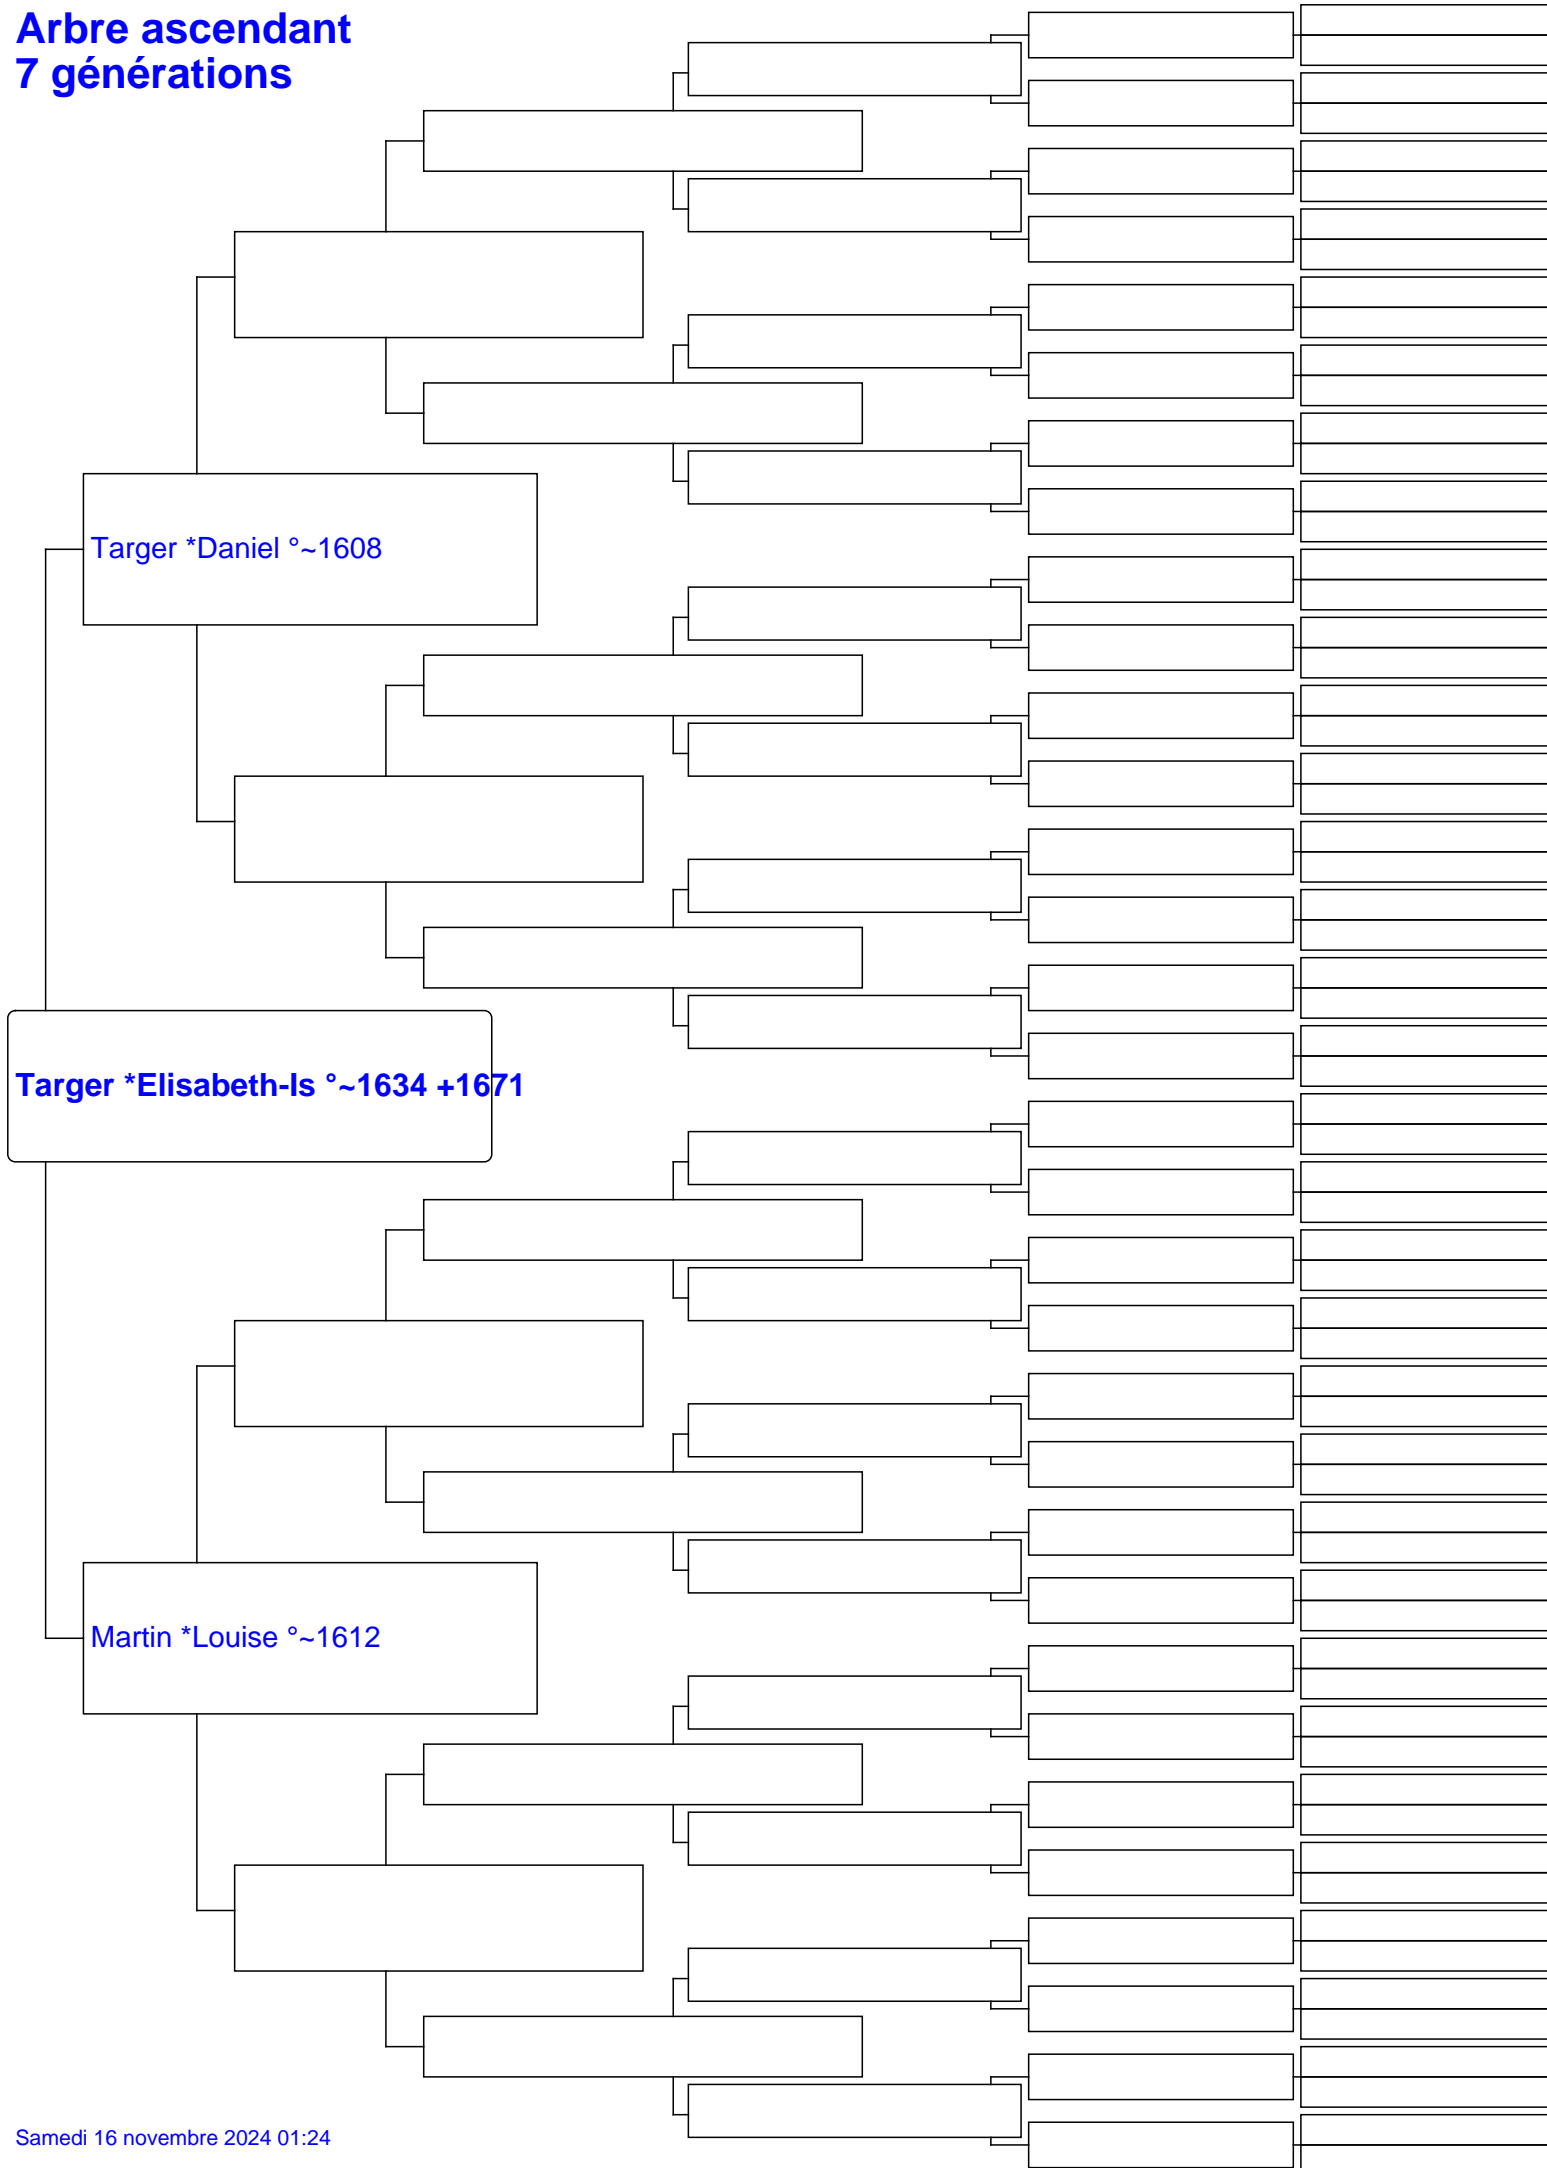 Arbre ascendant
7 générations
Targer *Daniel °~1608
Targer *Elisabeth-Is °~1634 +1671
Martin *Louise °~1612
Samedi 16 novembre 2024 01:24